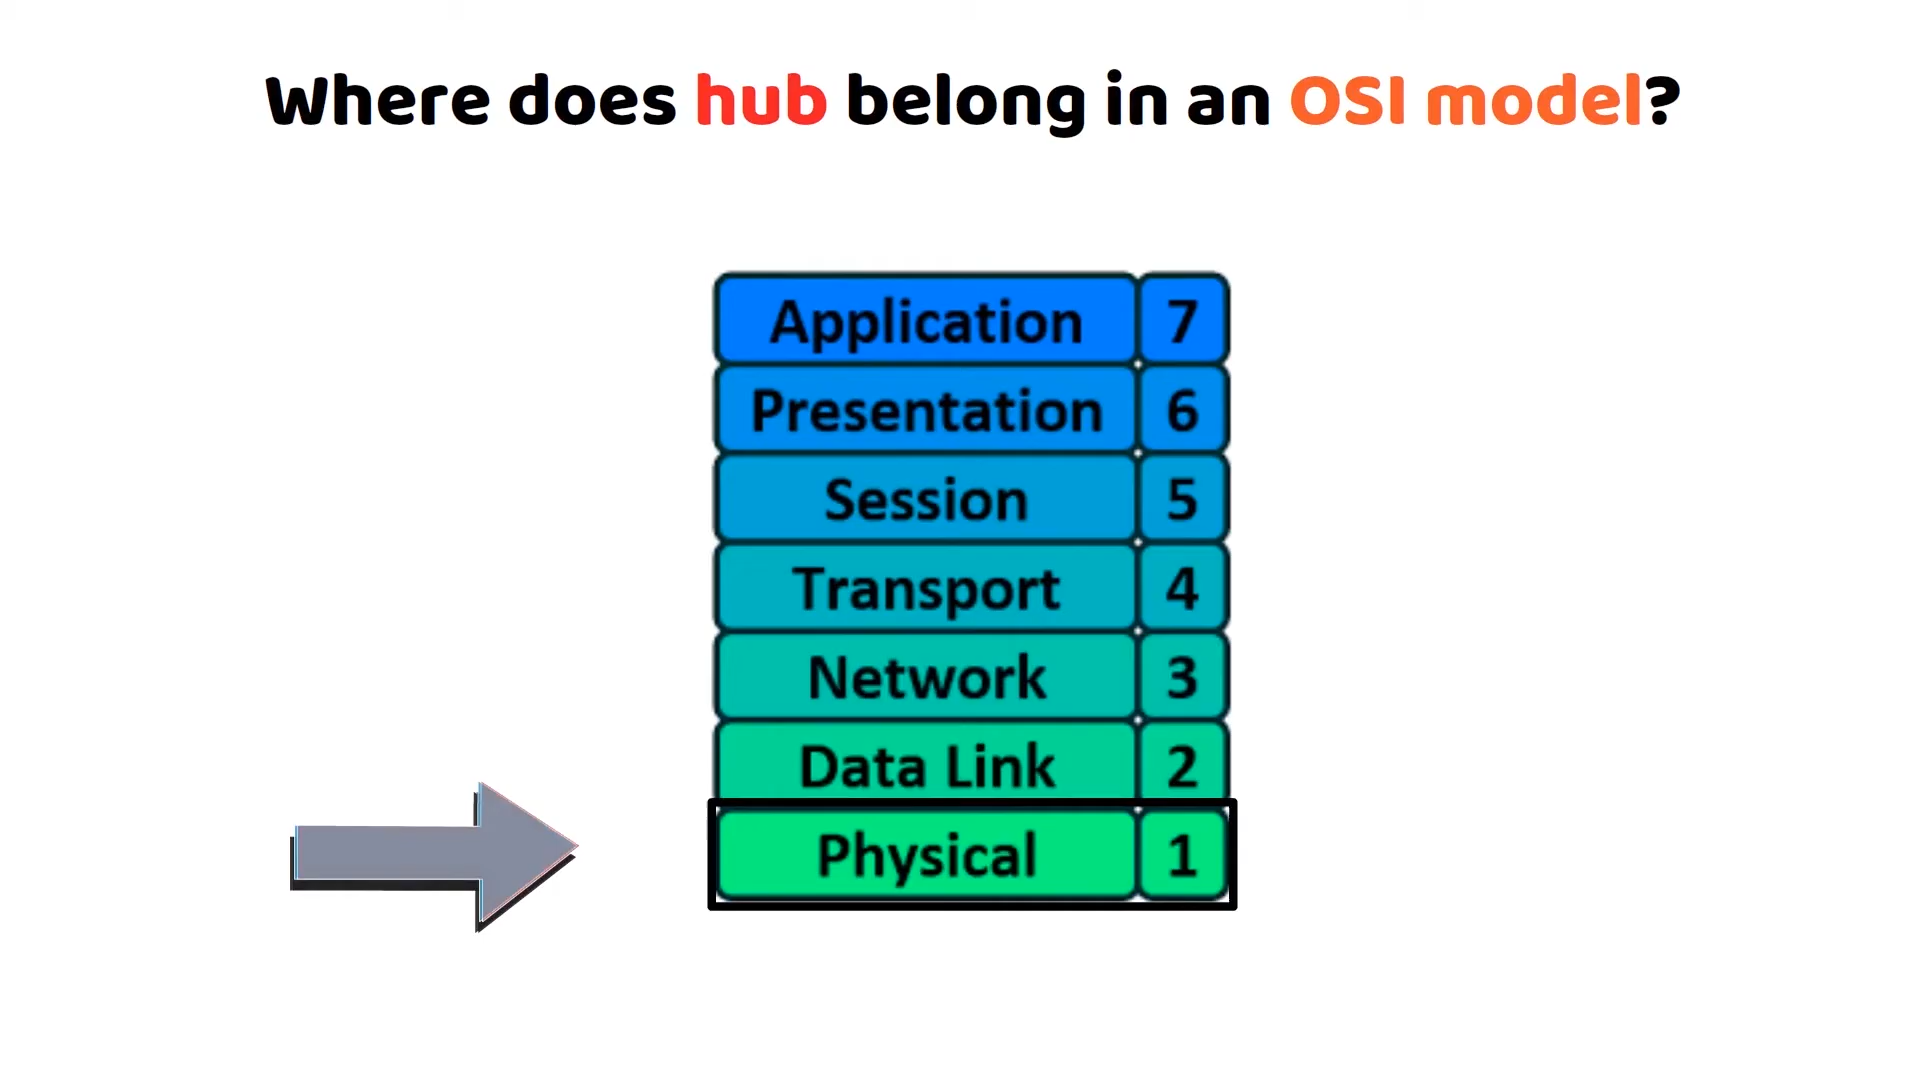 Where does hub belong in an OSI model?
Application 7
Presentation 6
Session 5
Transport 4
Network 3
Data Link 2
Physical 1